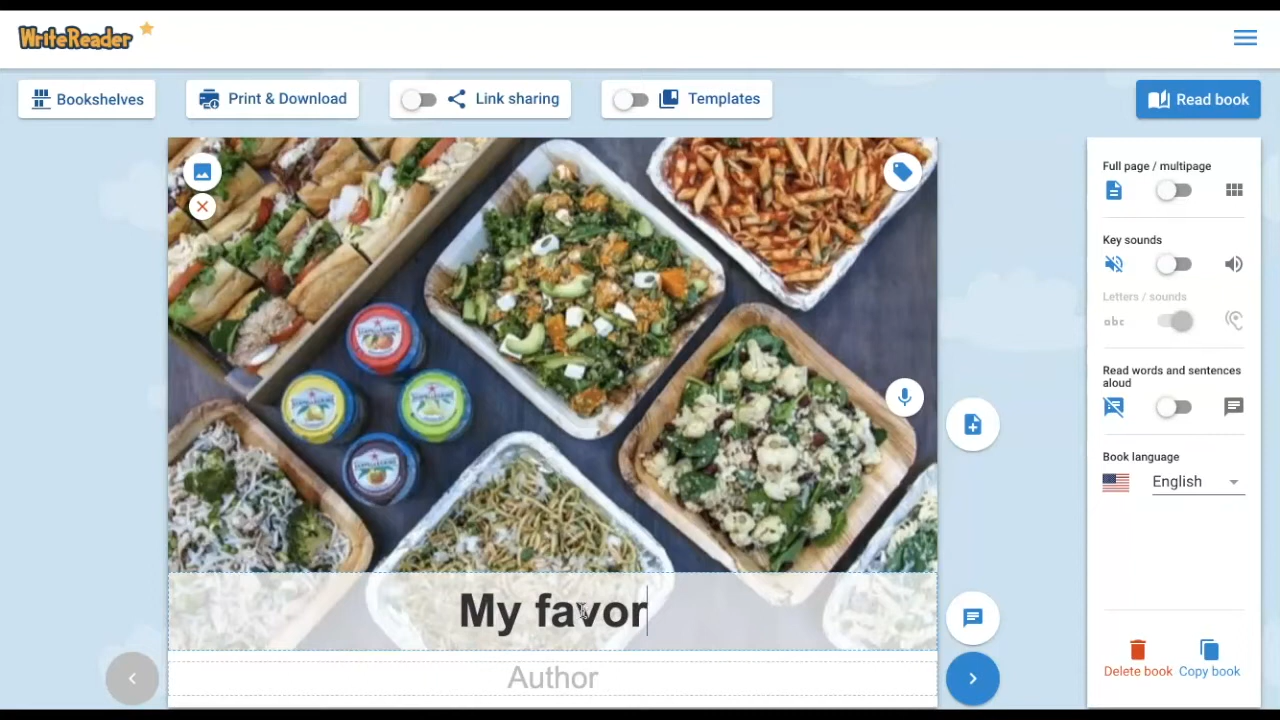 WriteReader
Bookshelves
Print & Download
Link sharing
Templates
Read book
Full page / multipage
Key sounds
Letters / sounds
abc
Read words and sentences
aloud
Book language
English
My favor
Author
Delete book
Copy book